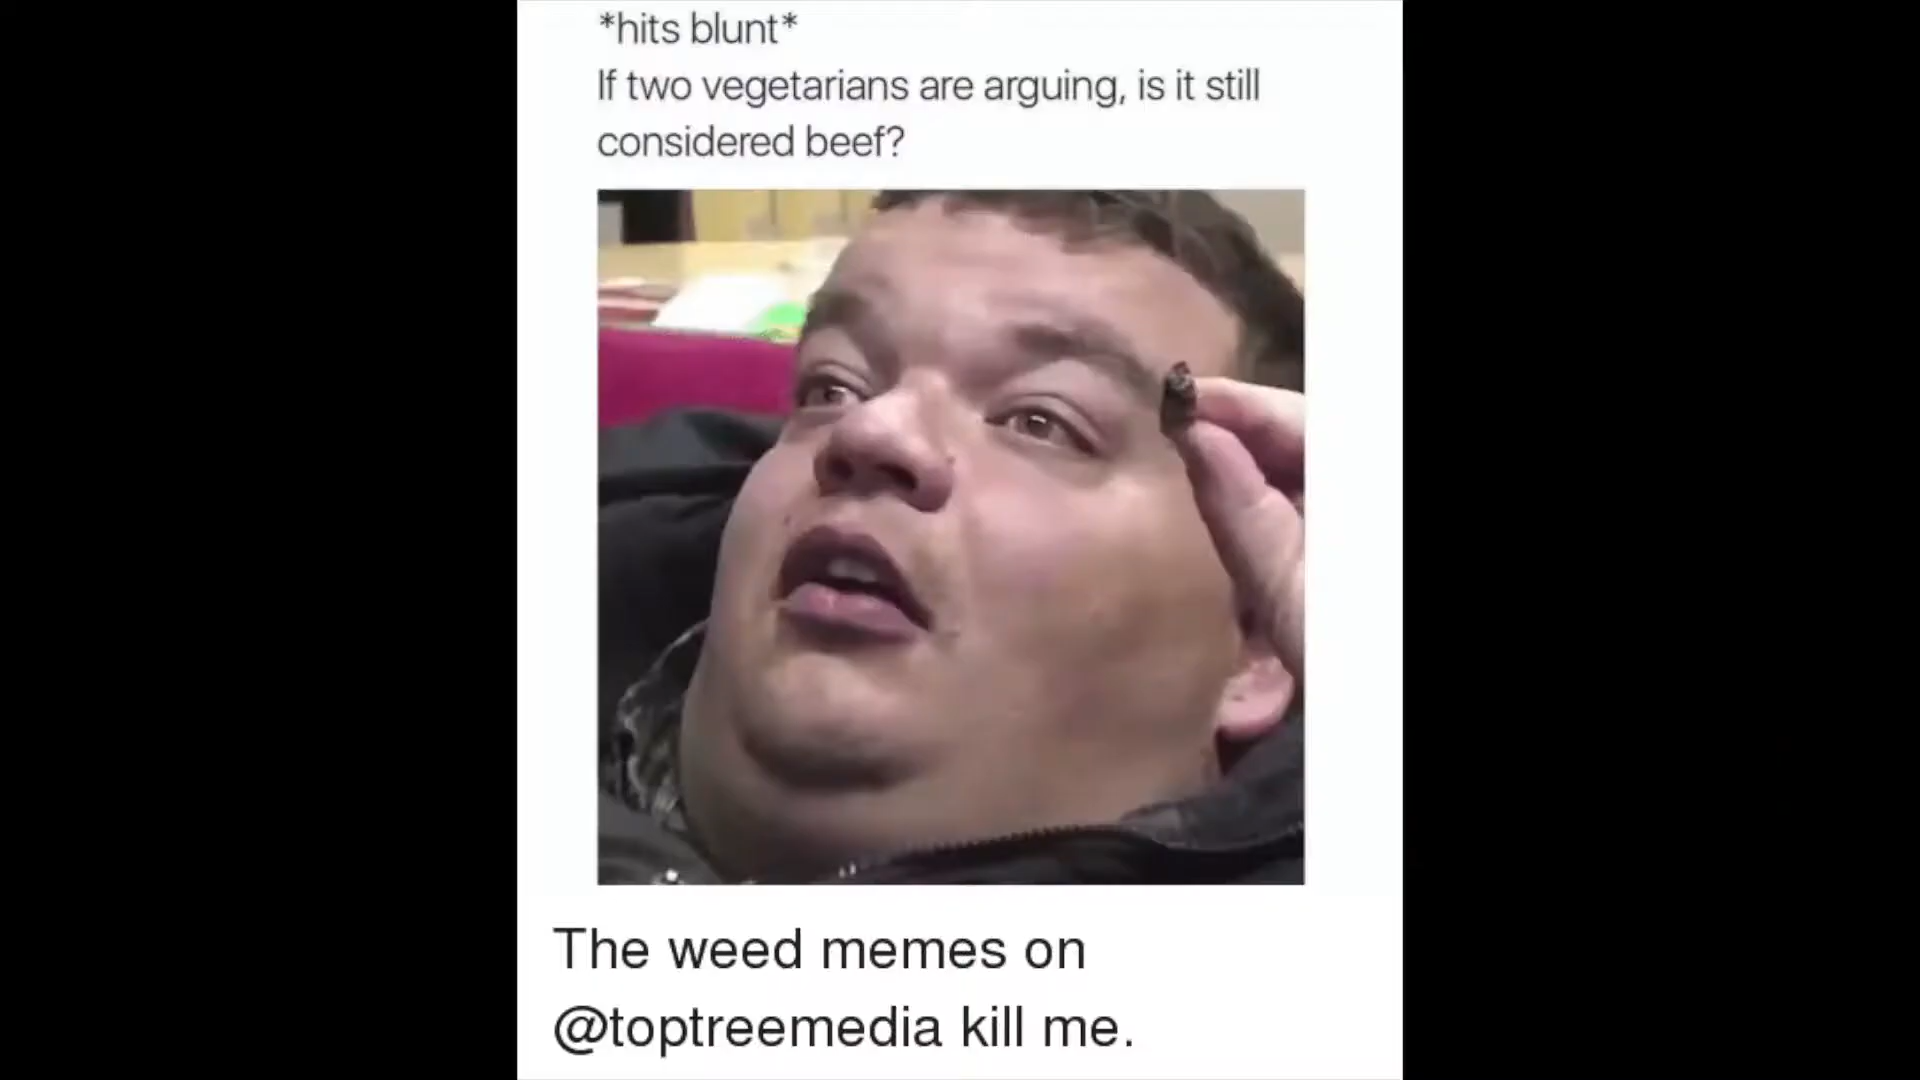 *hits blunt*
If two vegetarians are arguing, is it still
considered beef?
The weed memes on
@toptreemedia kill me.